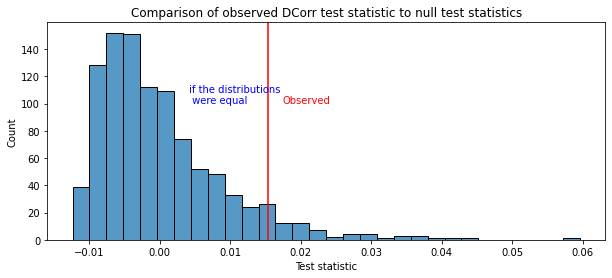 Comparison of observed DCorr test statistic to null test statistics
140
120
100
80
60
40
20
0
Count
if the distributions
were equal
Observed
−0.01 0.00 0.01 0.02 0.03 0.04 0.05 0.06
Test statistic